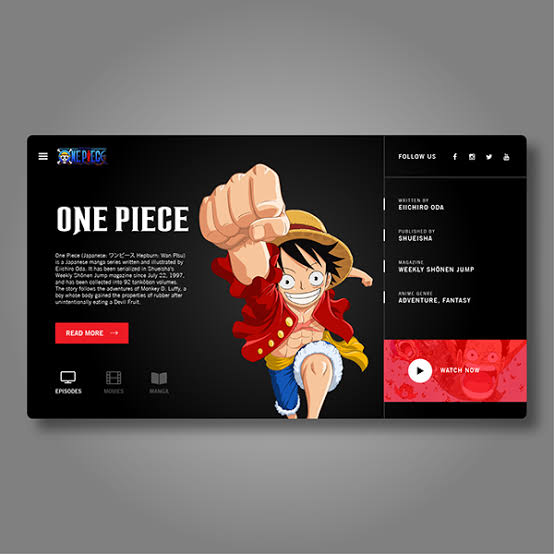 ONE PIECE
FOLLOW US
ONE PIECE
One Piece (Japanese: ワンピース Hepburn: Wan Pīsu)
is a Japanese manga series written and illustrated by
Eiichiro Oda. It has been serialized in Shueisha's
Weekly Shōnen Jump magazine since July 22, 1997,
and has been collected into 92 tankōbon volumes.
The story follows the adventures of Monkey D. Luffy, a
boy whose body gained the properties of rubber after
unintentionally eating a Devil Fruit.
READ MORE
EPISODES
MOVIES
MANGA
WRITTEN BY
EIICHIRO ODA
PUBLISHED BY
SHUEISHA
MAGAZINE
WEEKLY SHŌNEN JUMP
ANIME GENRE
ADVENTURE, FANTASY
WATCH NOW